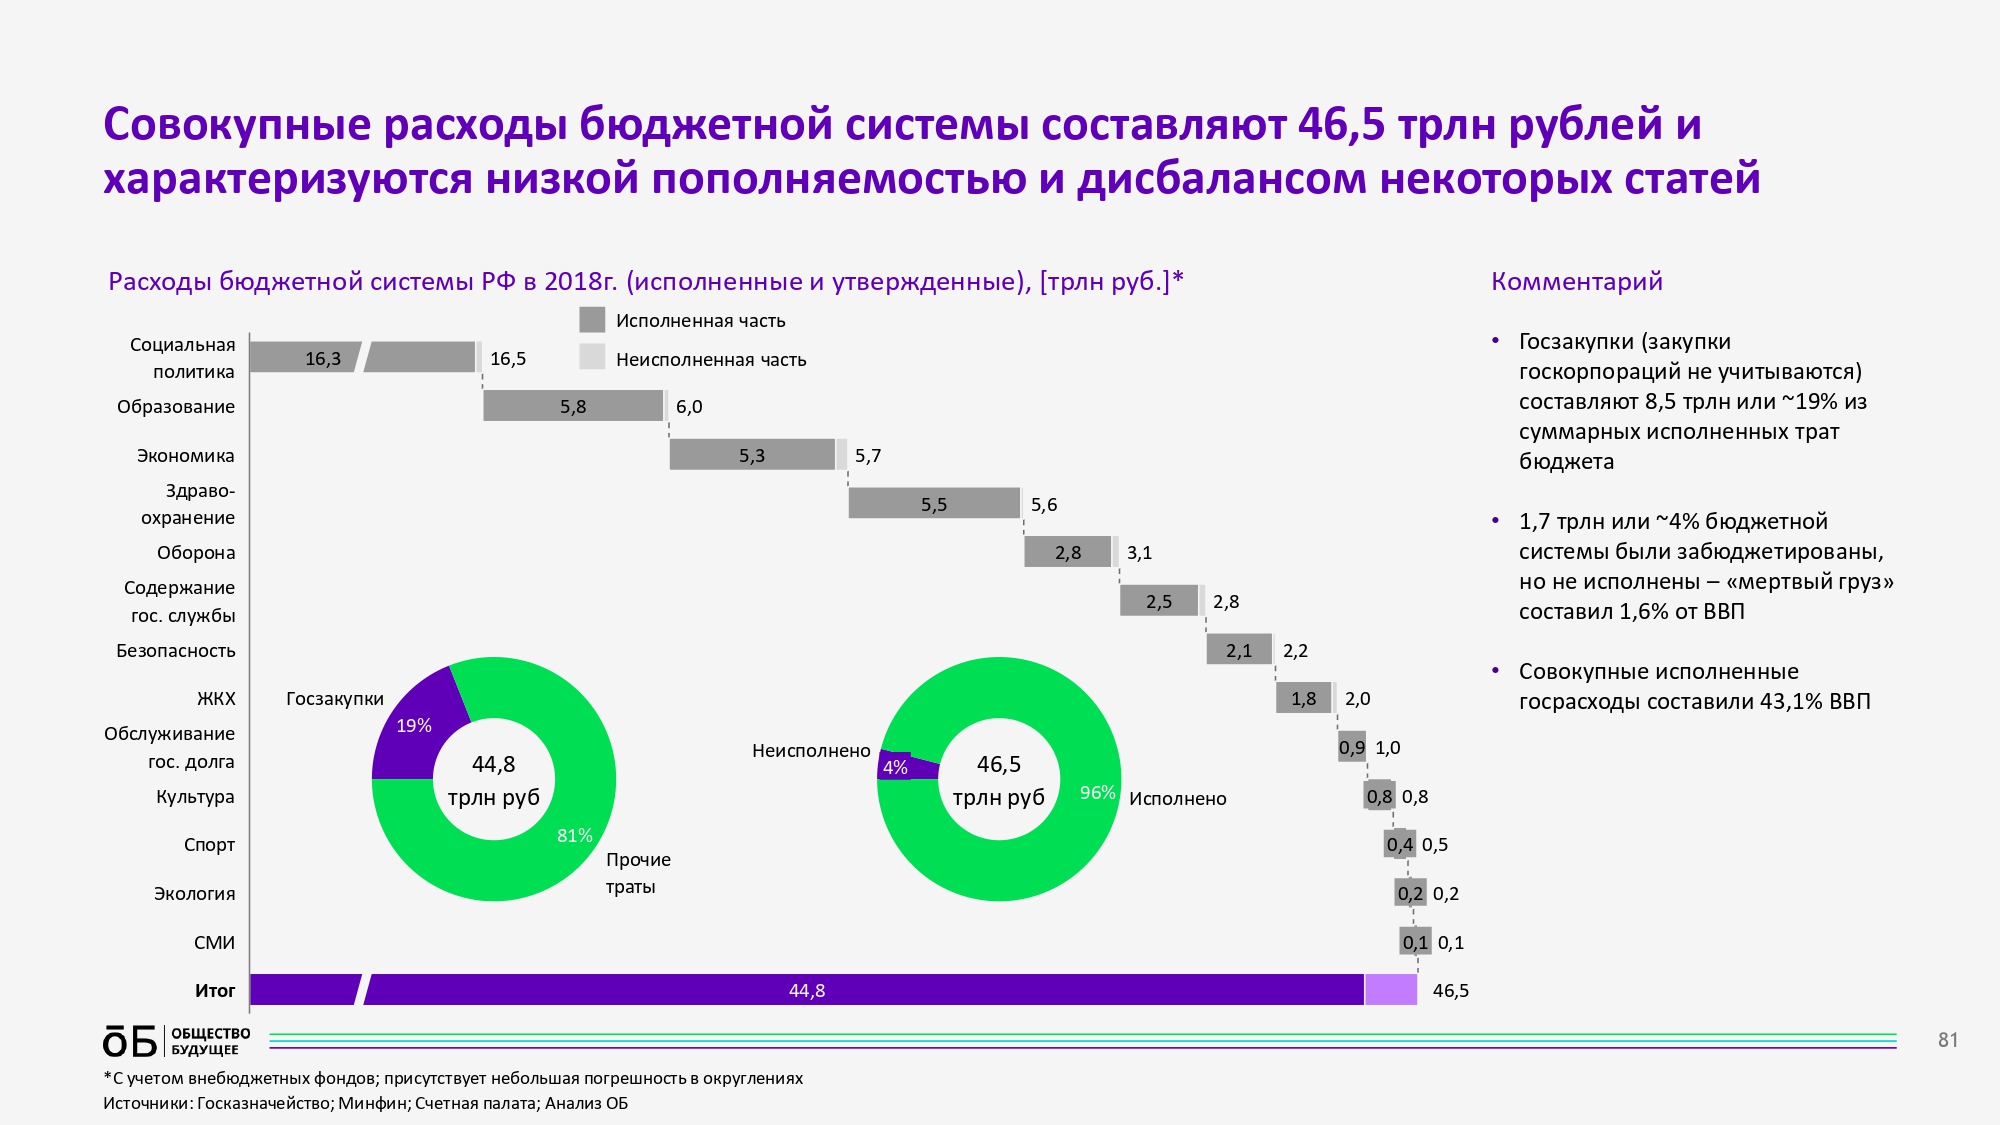 Совокупные расходы бюджетной системы составляют 46,5 трлн рублей и
характеризуются низкой пополняемостью и дисбалансом некоторых статей
Расходы бюджетной системы РФ в 2018г. (исполненные и утвержденные), [трлн руб.]*
Исполненная часть
Неисполненная часть
Социальная
политика
16,3
16,5
Образование
5,8
6,0
Экономика
5,3
5,7
Здраво-
охранение
5,5
5,6
Оборона
2,8
3,1
Содержание
гос. службы
2,5
2,8
Безопасность
2,1
2,2
ЖКХ
1,8
2,0
Обслуживание
гос. долга
0,9
1,0
Культура
0,8
0,8
Спорт
0,4
0,5
Экология
0,2
0,2
СМИ
0,1
0,1
Итог
44,8
46,5
Госзакупки
19%
44,8
трлн руб
81%
Прочие
траты
Неисполнено
4%
46,5
трлн руб
96%
Исполнено
Комментарий
• Госзакупки (закупки
госкорпораций не учитываются)
составляют 8,5 трлн или ~19% из
суммарных исполненных трат
бюджета
• 1,7 трлн или ~4% бюджетной
системы были забюджетированы,
но не исполнены – «мертвый груз»
составил 1,6% от ВВП
• Совокупные исполненные
госрасходы составили 43,1% ВВП
ОБ
ОБЩЕСТВО
БУДУЩЕЕ
81
*С учетом внебюджетных фондов; присутствует небольшая погрешность в округлениях
Источники: Госказначейство; Минфин; Счетная палата; Анализ ОБ